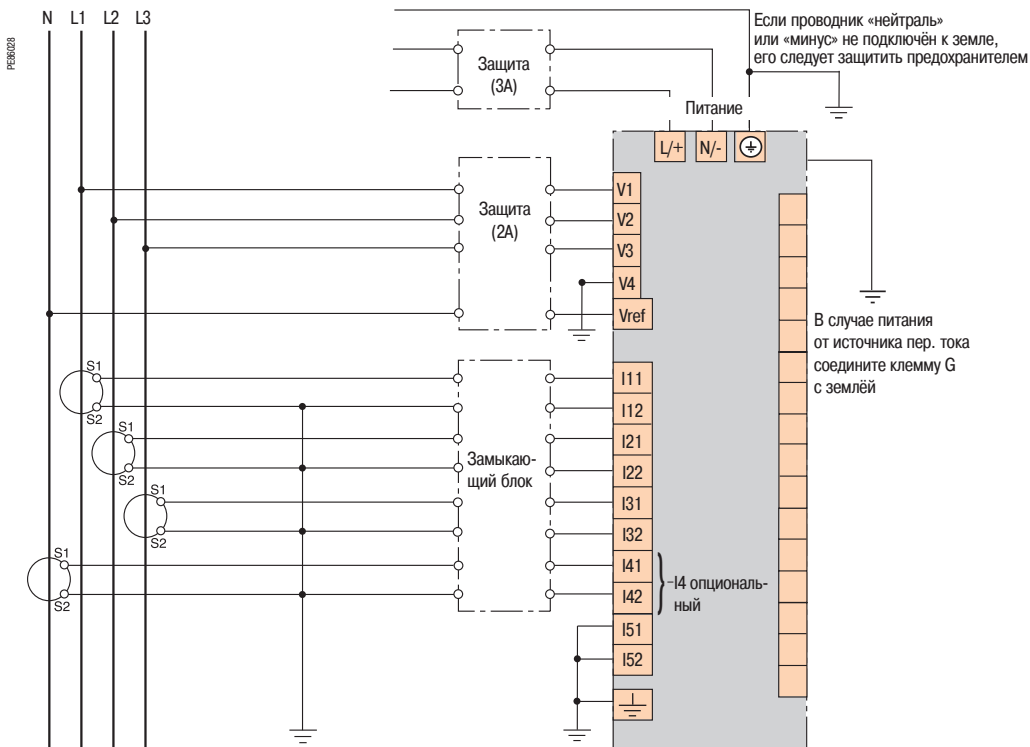 N L1 L2 L3
PE86028
Если проводник «нейтраль»
или «минус» не подключён к земле,
его следует защитить предохранителем
Защита
(3А)
Питание
L/+ N/-
Защита
(2А)
V1
V2
V3
V4
Vref
В случае питания
от источника пер. тока
соедините клемму G
с землёй
S1
S2
S1
S2
S1
S2
S1
S2
Замыкаю-
щий блок
I11
I12
I21
I22
I31
I32
I41
I42
I4 опциональ-
ный
I51
I52